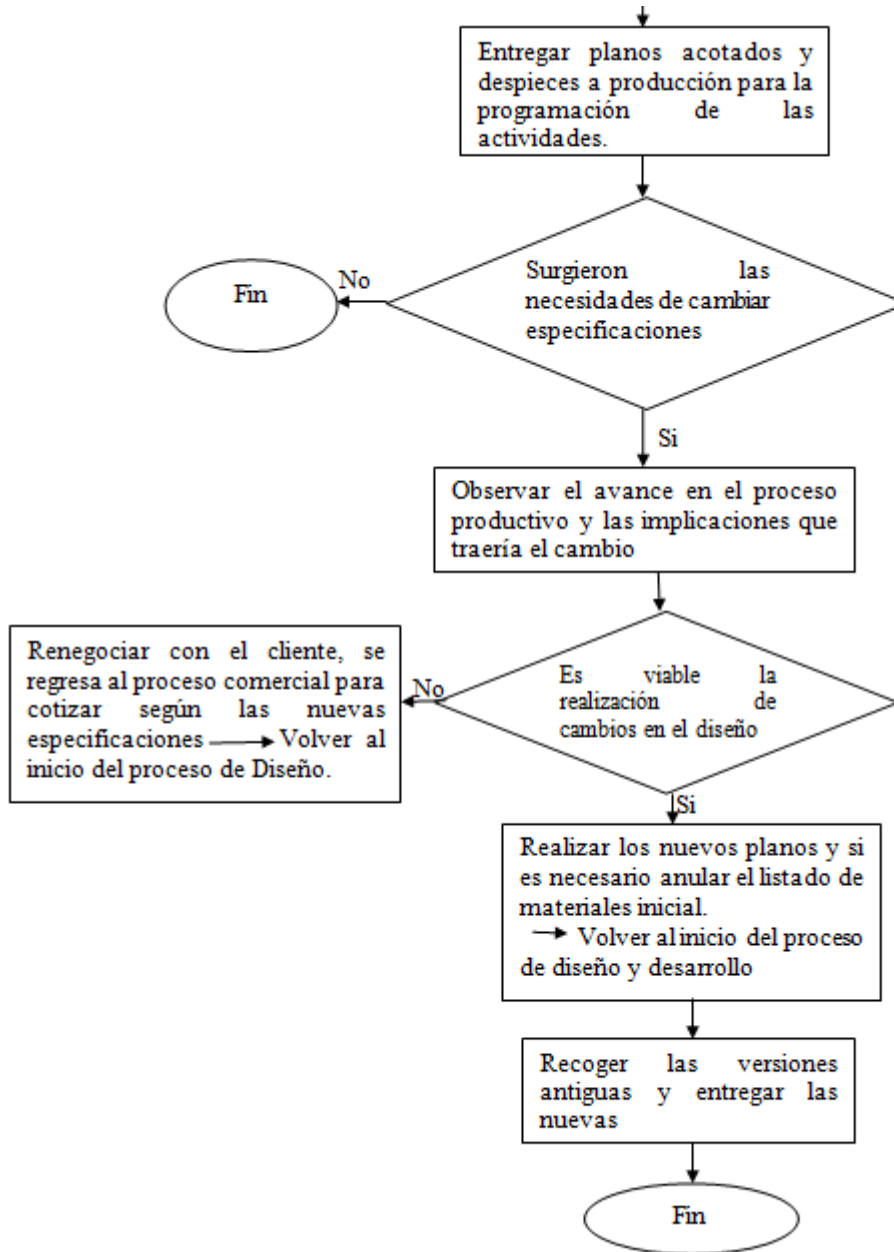 Entregar planos acotados y
despieces a producción para la
programación de las
actividades.
Surgieron las
necesidades de cambiar
especificaciones
No
Fin
Si
Observar el avance en el proceso
productivo y las implicaciones que
traería el cambio
Es viable la
realización de
cambios en el diseño
No
Renegociar con el cliente, se
regresa al proceso comercial para
cotizar según las nuevas
especificaciones → Volver al
inicio del proceso de Diseño.
Si
Realizar los nuevos planos y si
es necesario anular el listado de
materiales inicial.
→ Volver al inicio del proceso
de diseño y desarrollo
Recoger las versiones
antiguas y entregar las
nuevas
Fin